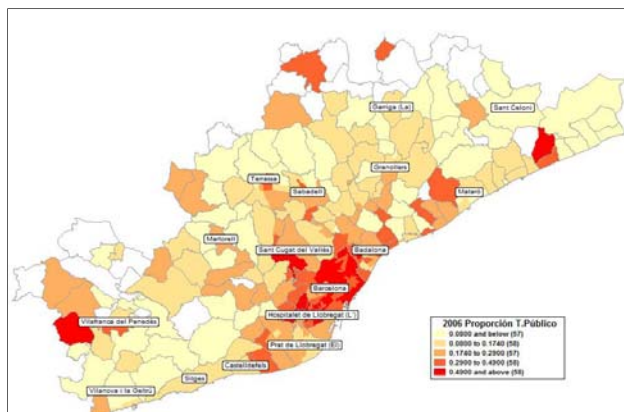 Garriga (La)
Sant Celoni
Granollers
Terrassa
Sabadell
Mataró
Martorell
Sant Cugat del Vallès
Badalona
Barcelona
Vilafranca del Penedès
Hospitalet de Llobregat (L')
Prat de Llobregat (El)
Castelldefels
Sitges
Vilanova i la Geltrú
2006 Proporción T.Público
0.0800 and below (57)
0.0800 to 0.1740 (58)
0.1740 to 0.2900 (57)
0.2900 to 0.4900 (58)
0.4900 and above (58)